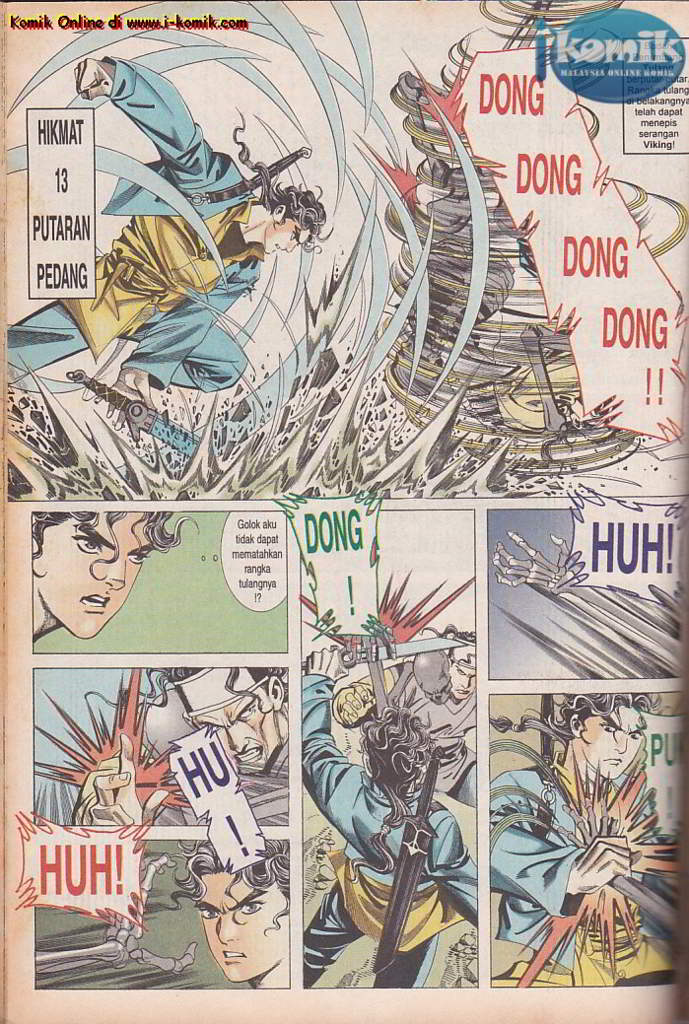 Komik Online di www.i-komik.com
ikomik
MALAYSIA ONLINE KOMIK
HIKMAT
13
PUTARAN
PEDANG
Rangka tulang
di belakangnya
telah dapat
menepis
serangan
Viking!
DONG
DONG
DONG
DONG
!!
Golok aku
tidak dapat
mematahkan
rangka
tulangnya
!?
DONG
!
HUH!
HU
!
HUH!